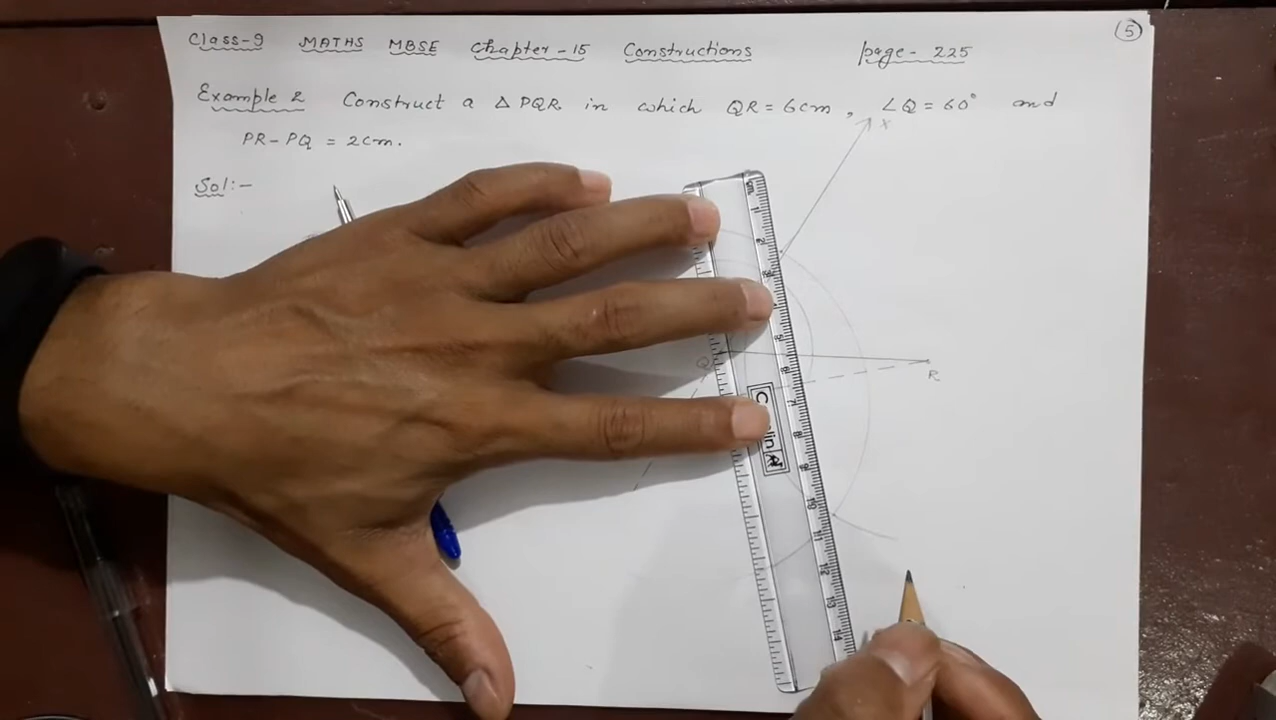 Class-9 MATHS MBSE Chapter-15 Constructions page-225
5
Example 2 Construct a △ PQR in which QR = 6cm, ∠Q = 60° and
PR-PQ = 2cm.
Sol:-
X
Q
R